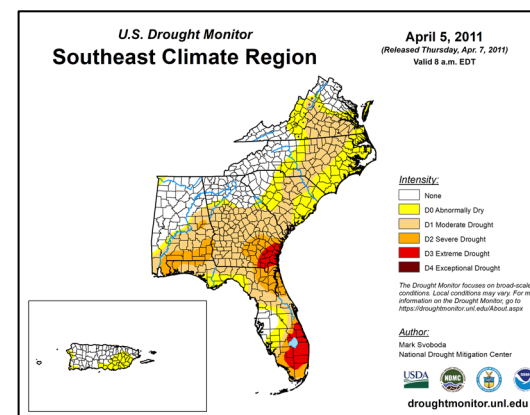 U.S. Drought Monitor
Southeast Climate Region
April 5, 2011
(Released Thursday, Apr. 7, 2011)
Valid 8 a.m. EDT
Intensity:
None
D0 Abnormally Dry
D1 Moderate Drought
D2 Severe Drought
D3 Extreme Drought
D4 Exceptional Drought
The Drought Monitor focuses on broad-scale
conditions. Local conditions may vary. For m
information on the Drought Monitor, go to
https://droughtmonitor.unl.edu/About.aspx
Author:
Mark Svoboda
National Drought Mitigation Center
USDA
NDMC
droughtmonitor.unl.edu